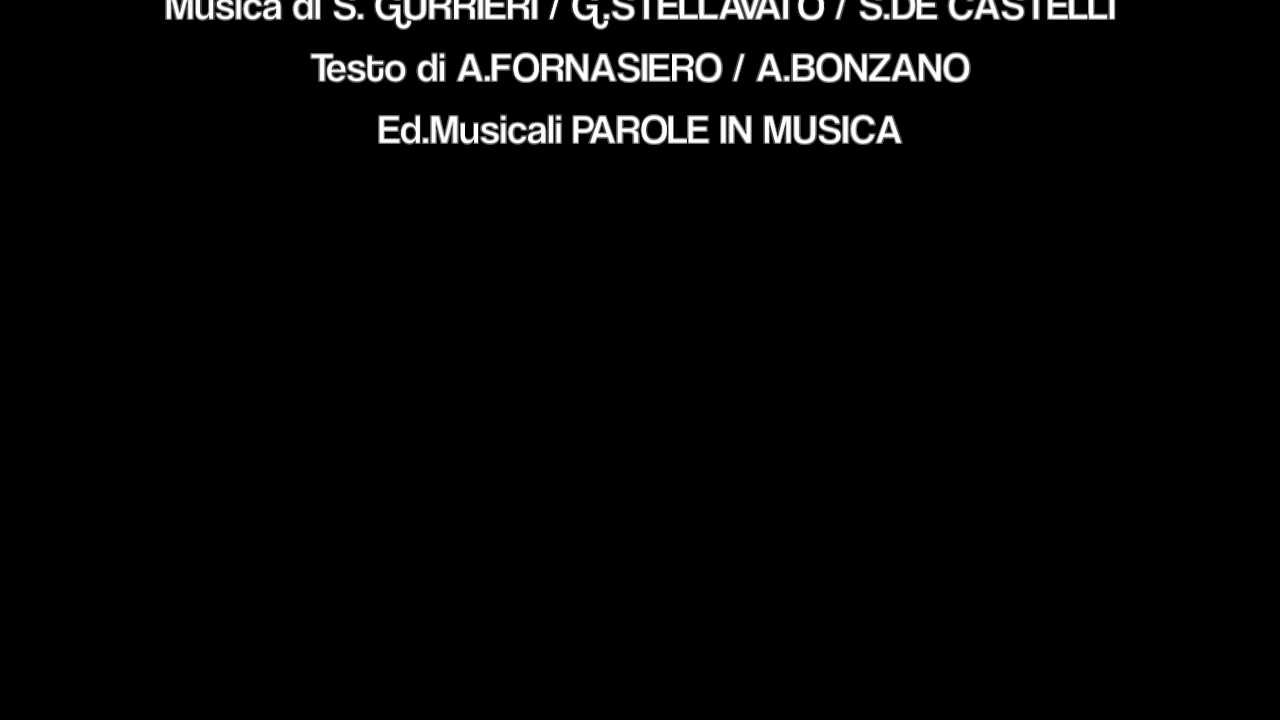 Musica di S. GURRIERI / G.STELLAVATO / S.DE CASTELLI
Testo di A.FORNASIERO / A.BONZANO
Ed.Musicali PAROLE IN MUSICA